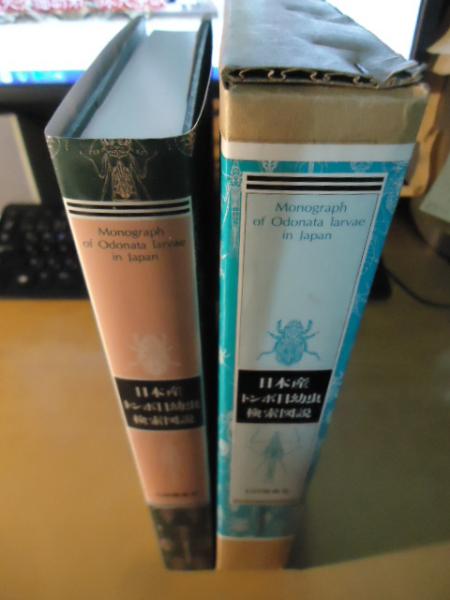 Monograph
of Odonata larvae
in Japan
日本産
トンボ目幼虫
検索図説
Monograph
of Odonata larvae
in Japan
日本産
トンボ目幼虫
検索図説